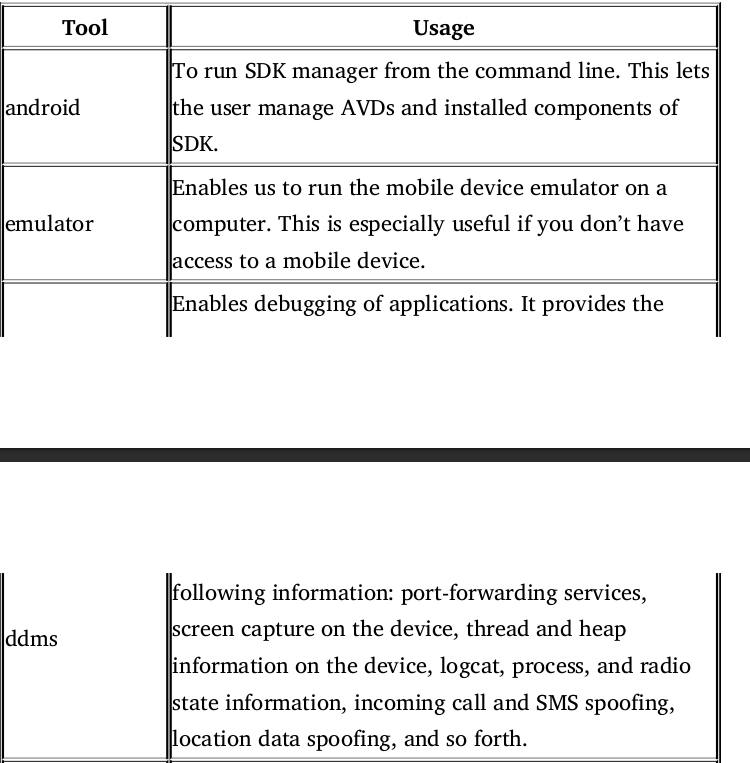 Tool Usage
To run SDK manager from the command line. This lets
android the user manage AVDs and installed components of
SDK.
Enables us to run the mobile device emulator on a
emulator computer. This is especially useful if you don’t have
access to a mobile device.
Enables debugging of applications. It provides the
following information: port-forwarding services,
ddms screen capture on the device, thread and heap
information on the device, logcat, process, and radio
state information, incoming call and SMS spoofing,
location data spoofing, and so forth.